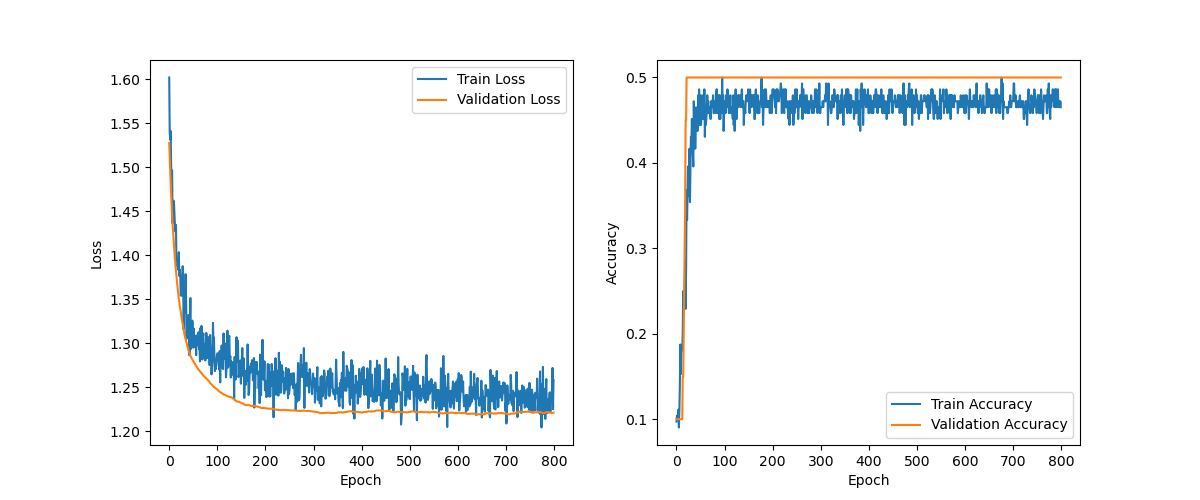 1.60
1.55
1.50
1.45
1.40
1.35
1.30
1.25
1.20
Loss
Train Loss
Validation Loss
0 100 200 300 400 500 600 700 800
Epoch
0.5
0.4
0.3
0.2
0.1
Accuracy
Train Accuracy
Validation Accuracy
0 100 200 300 400 500 600 700 800
Epoch